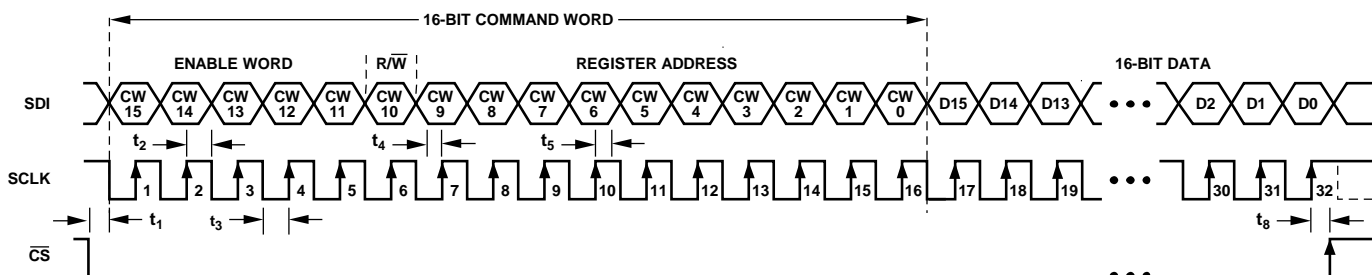 16-BIT COMMAND WORD
ENABLE WORD R/W̅ REGISTER ADDRESS 16-BIT DATA
SDI CW 15 CW 14 CW 13 CW 12 CW 11 CW 10 CW 9 CW 8 CW 7 CW 6 CW 5 CW 4 CW 3 CW 2 CW 1 CW 0 D15 D14 D13 ••• D2 D1 D0
t2 t4 t5
SCLK 1 2 3 4 5 6 7 8 9 10 11 12 13 14 15 16 17 18 19 ••• 30 31 32
t1 t3 t8
C̅S̅ •••